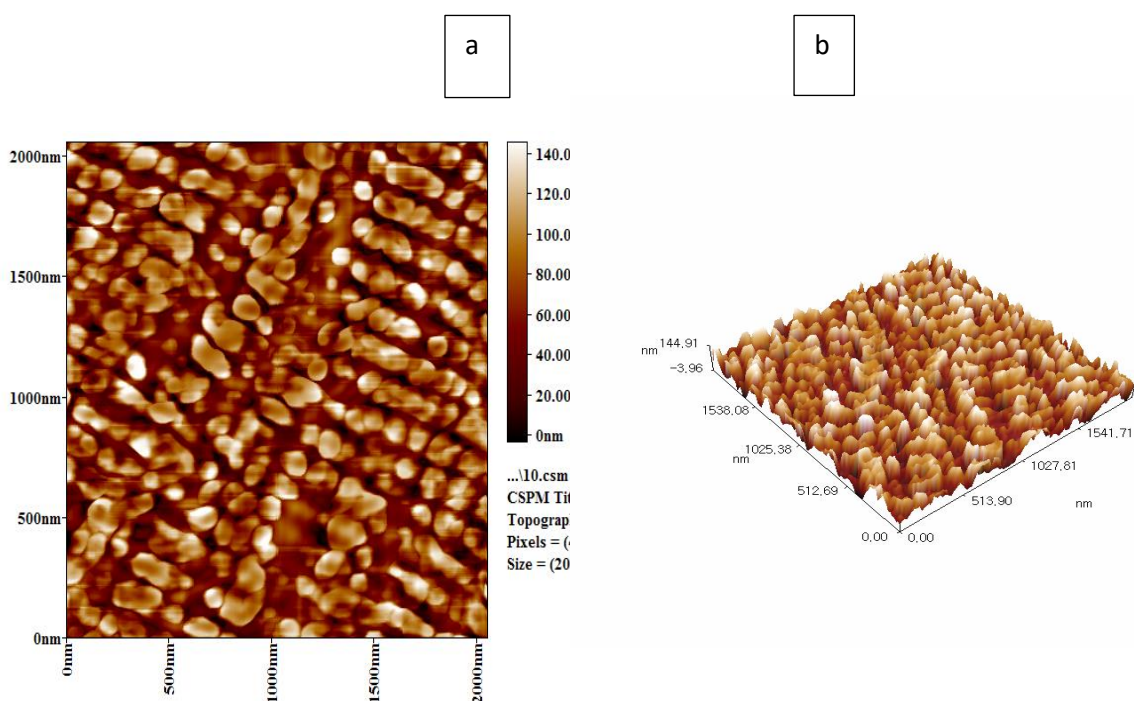 a
b
2000nm
1500nm
1000nm
500nm
0nm
0nm
500nm
1000nm
1500nm
2000nm
140.0
120.0
100.0
80.00
60.00
40.00
20.00
0nm
...\10.csm
CSPM Tit
Topograp
Pixels = (4
Size = (20
nm
144,91
-3,96
1538,08
1025,38
nm
512,69
0,00
0,00
513,90
1027,81
nm
1541,71